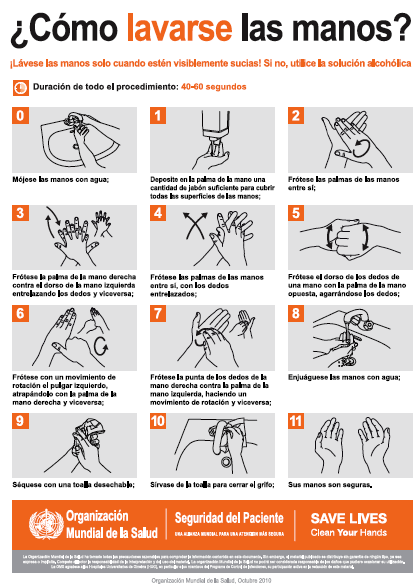 ¿Cómo lavarse las manos?
¡Lávese las manos solo cuando estén visiblemente sucias! Si no, utilice la solución alcohólica
Duración de todo el procedimiento: 40-60 segundos
0
Mójese las manos con agua;
1
Deposite en la palma de la mano una
cantidad de jabón suficiente para cubrir
todas las superficies de las manos;
2
Frótese las palmas de las manos
entre sí;
3
Frótese la palma de la mano derecha
contra el dorso de la mano izquierda
entrelazando los dedos y viceversa;
4
Frótese las palmas de las manos
entre sí, con los dedos
entrelazados;
5
Frótese el dorso de los dedos de
una mano con la palma de la mano
opuesta, agarrándose los dedos;
6
Frótese con un movimiento de
rotación el pulgar izquierdo,
atrapándolo con la palma de la
mano derecha y viceversa;
7
Frótese la punta de los dedos de la
mano derecha contra la palma de la
mano izquierda, haciendo un
movimiento de rotación y viceversa;
8
Enjuáguese las manos con agua;
9
Séquese con una toalla desechable;
10
Sírvase de la toalla para cerrar el grifo;
11
Sus manos son seguras.
Organización
Mundial de la Salud
Seguridad del Paciente
UNA ALIANZA MUNDIAL PARA UNA ATENCIÓN MÁS SEGURA
SAVE LIVES
Clean Your Hands
Organización Mundial de la Salud, Octubre 2010